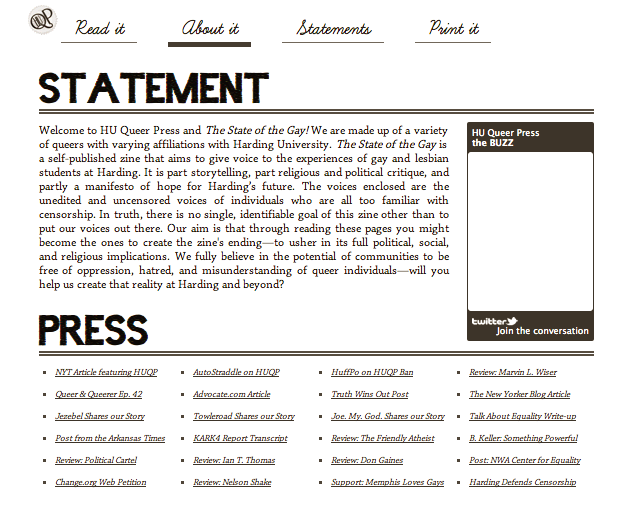 QP
Read it About it Statements Print it
STATEMENT
Welcome to HU Queer Press and The State of the Gay! We are made up of a variety
of queers with varying affiliations with Harding University. The State of the Gay is
a self-published zine that aims to give voice to the experiences of gay and lesbian
students at Harding. It is part storytelling, part religious and political critique, and
partly a manifesto of hope for Harding's future. The voices enclosed are the
unedited and uncensored voices of individuals who are all too familiar with
censorship. In truth, there is no single, identifiable goal of this zine other than to
put our voices out there. Our aim is that through reading these pages you might
become the ones to create the zine's ending—to usher in its full political, social,
and religious implications. We fully believe in the potential of communities to be
free of oppression, hatred, and misunderstanding of queer individuals—will you
help us create that reality at Harding and beyond?
HU Queer Press
the BUZZ
twitter
Join the conversation
PRESS
NYT Article featuring HUQP AutoStraddle on HUQP HuffPo on HUQP Ban Review: Marvin L. Wiser
Queer & Queerer Ep. 42 Advocate.com Article Truth Wins Out Post The New Yorker Blog Article
Jezebel Shares our Story Towleroad Shares our Story Joe. My. God. Shares our Story Talk About Equality Write-up
Post from the Arkansas Times KARK4 Report Transcript Review: The Friendly Atheist B. Keller: Something Powerful
Review: Political Cartel Review: Ian T. Thomas Review: Don Gaines Post: NWA Center for Equality
Change.org Web Petition Review: Nelson Shake Support: Memphis Loves Gays Harding Defends Censorship